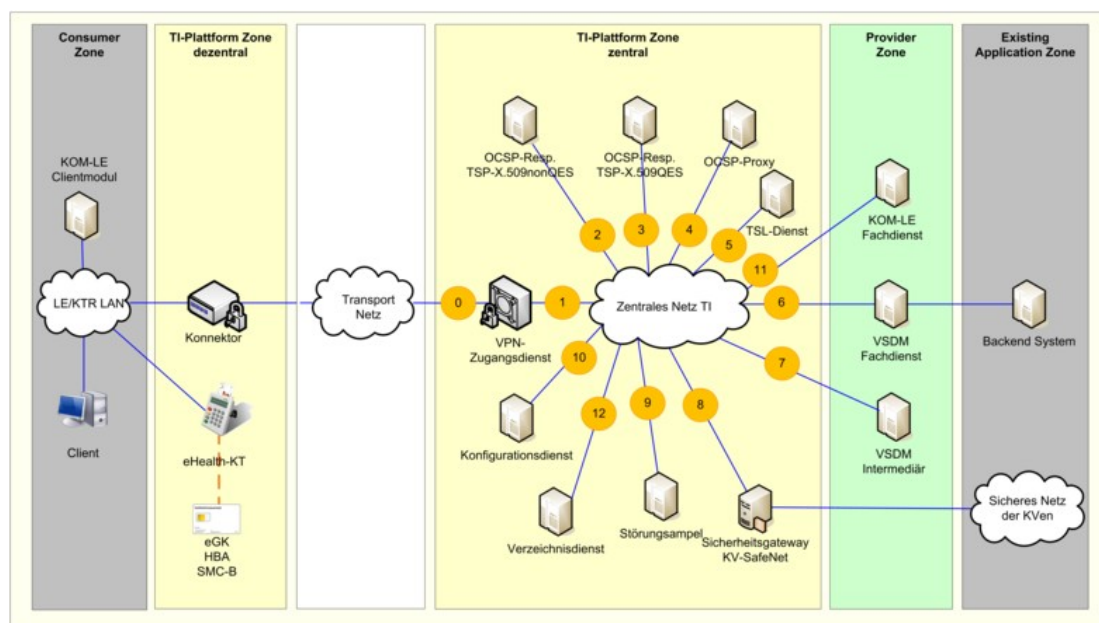 Consumer
Zone
TI-Plattform Zone
dezentral
TI-Plattform Zone
zentral
Provider
Zone
Existing
Application Zone
KOM-LE
Clientmodul
LE/KTR LAN
Client
Konnektor
eHealth-KT
eGK
HBA
SMC-B
Transport
Netz
0
VPN-
Zugangsdienst
1
OCSP-Resp.
TSP-X.509nonQES
OCSP-Resp.
TSP-X.509QES
OCSP-Proxy
TSL-Dienst
2
3
4
5
11
Zentrales Netz TI
6
7
10
12
9
8
Konfigurationsdienst
Verzeichnisdienst
Störungsampel
Sicherheitsgateway
KV-SafeNet
KOM-LE
Fachdienst
VSDM
Fachdienst
VSDM
Intermediär
Backend System
Sicheres Netz
der KVen